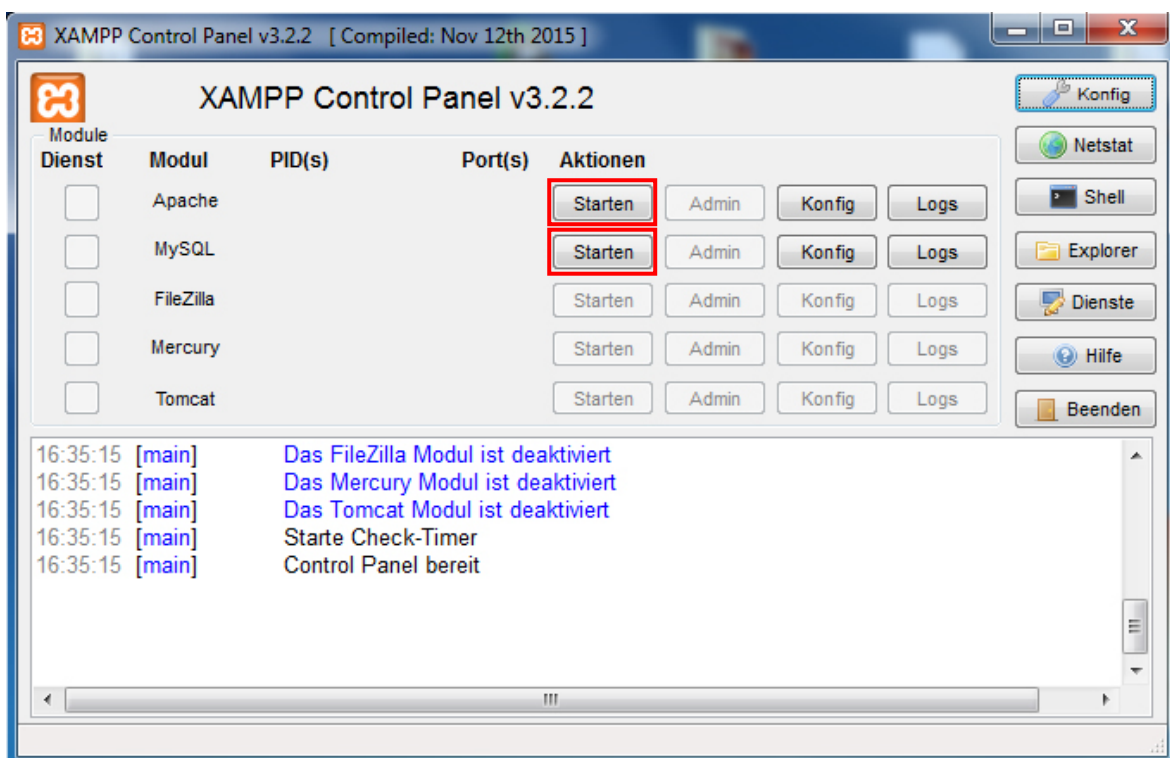 XAMPP Control Panel v3.2.2 [ Compiled: Nov 12th 2015 ]
XAMPP Control Panel v3.2.2
Konfig
Module
Netstat
Dienst Modul PID(s) Port(s) Aktionen
Apache Starten Admin Konfig Logs
Shell
MySQL Starten Admin Konfig Logs
Explorer
FileZilla Starten Admin Konfig Logs
Dienste
Mercury Starten Admin Konfig Logs
Hilfe
Tomcat Starten Admin Konfig Logs
Beenden
16:35:15 [main] Das FileZilla Modul ist deaktiviert
16:35:15 [main] Das Mercury Modul ist deaktiviert
16:35:15 [main] Das Tomcat Modul ist deaktiviert
16:35:15 [main] Starte Check-Timer
16:35:15 [main] Control Panel bereit